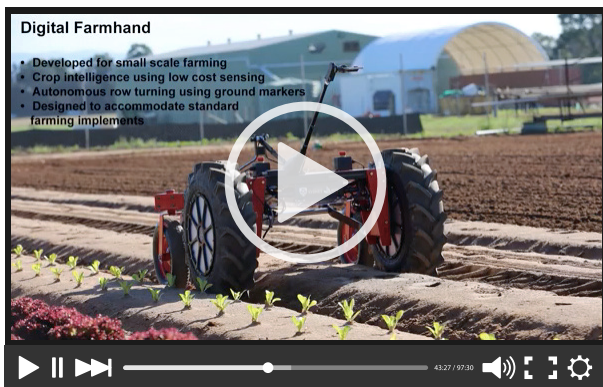 Digital Farmhand
• Developed for small scale farming
• Crop intelligence using low cost sensing
• Autonomous row turning using ground markers
• Designed to accommodate standard
farming implements
43:27 / 97:30